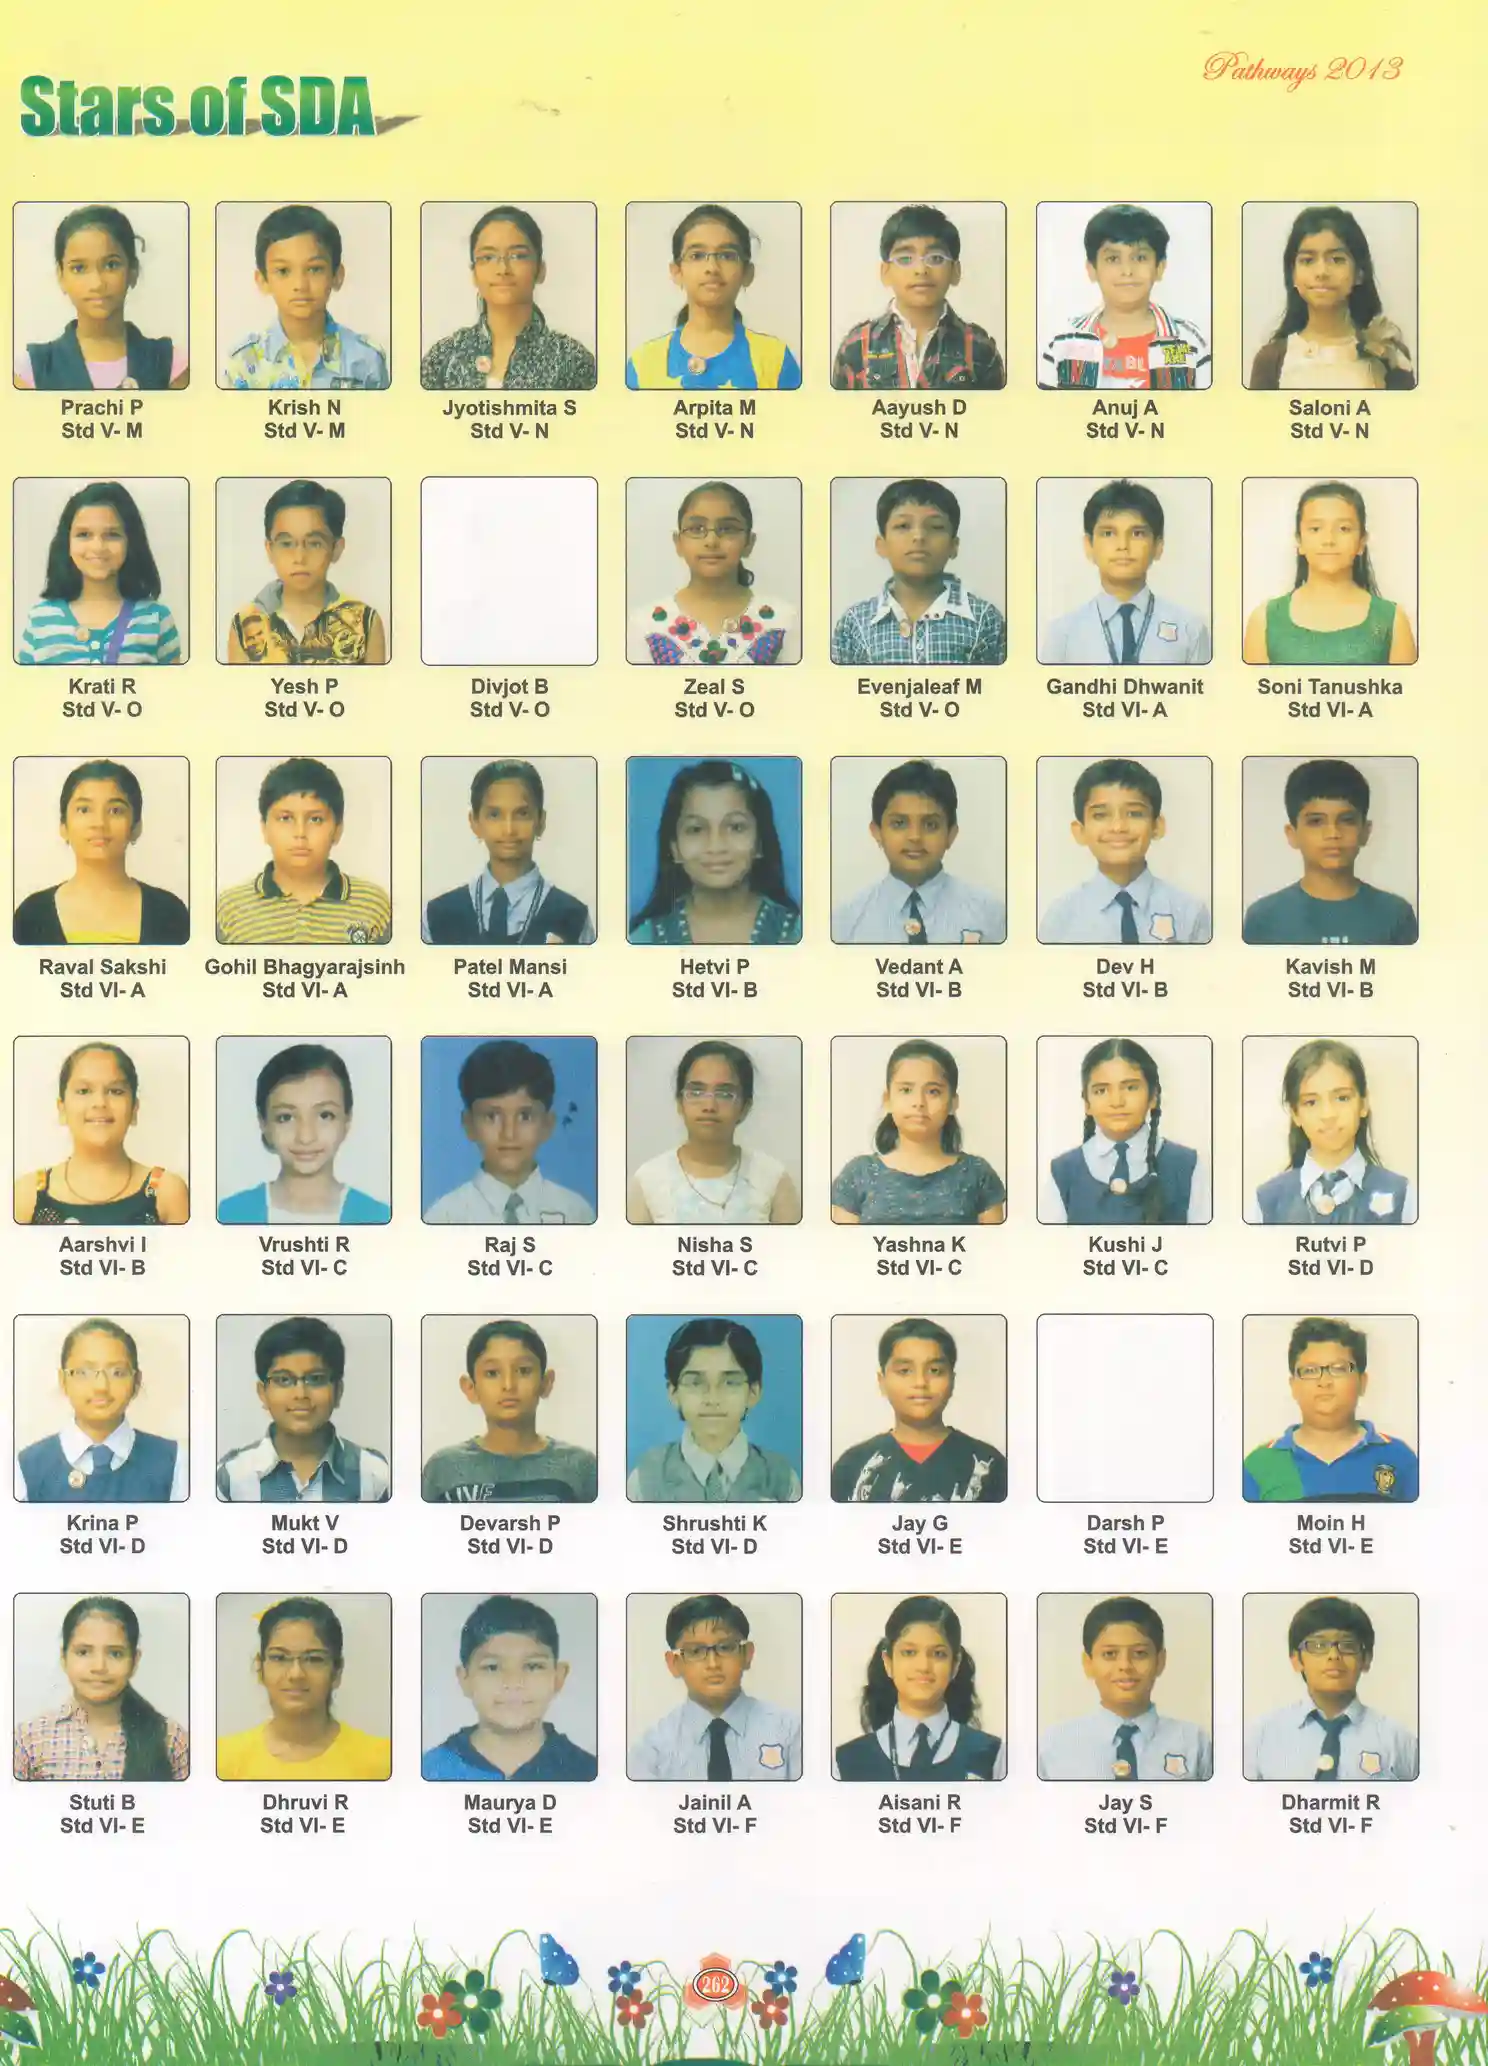 Pathways 2013
Stars of SDA
Prachi P Krish N Jyotishmita S Arpita M Aayush D Anuj A Saloni A
Std V- M Std V- M Std V- N Std V- N Std V- N Std V- N Std V- N
Krati R Yesh P Divjot B Zeal S Evenjaleaf M Gandhi Dhwanit Soni Tanushka
Std V- O Std V- O Std V- O Std V- O Std V- O Std VI- A Std VI- A
Raval Sakshi Gohil Bhagyarajsinh Patel Mansi Hetvi P Vedant A Dev H Kavish M
Std VI- A Std VI- A Std VI- A Std VI- B Std VI- B Std VI- B Std VI- B
Aarshvi I Vrushti R Raj S Nisha S Yashna K Kushi J Rutvi P
Std VI- B Std VI- C Std VI- C Std VI- C Std VI- C Std VI- C Std VI- D
Krina P Mukt V Devarsh P Shrushti K Jay G Darsh P Moin H
Std VI- D Std VI- D Std VI- D Std VI- D Std VI- E Std VI- E Std VI- E
Stuti B Dhruvi R Maurya D Jainil A Aisani R Jay S Dharmit R
Std VI- E Std VI- E Std VI- E Std VI- F Std VI- F Std VI- F Std VI- F
262